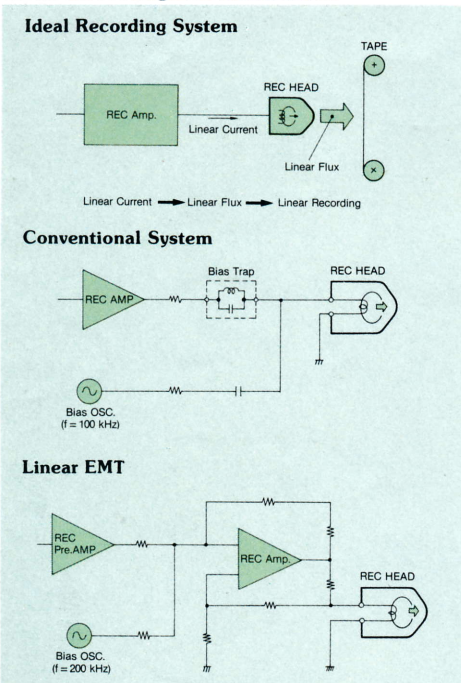 Ideal Recording System
TAPE
+
REC HEAD
REC Amp.
Linear Current
Linear Flux
×
Linear Current → Linear Flux → Linear Recording
Conventional System
Bias Trap
REC HEAD
REC AMP
Bias OSC.
(f = 100 kHz)
Linear EMT
REC
Pre.AMP
REC Amp.
REC HEAD
Bias OSC.
(f = 200 kHz)